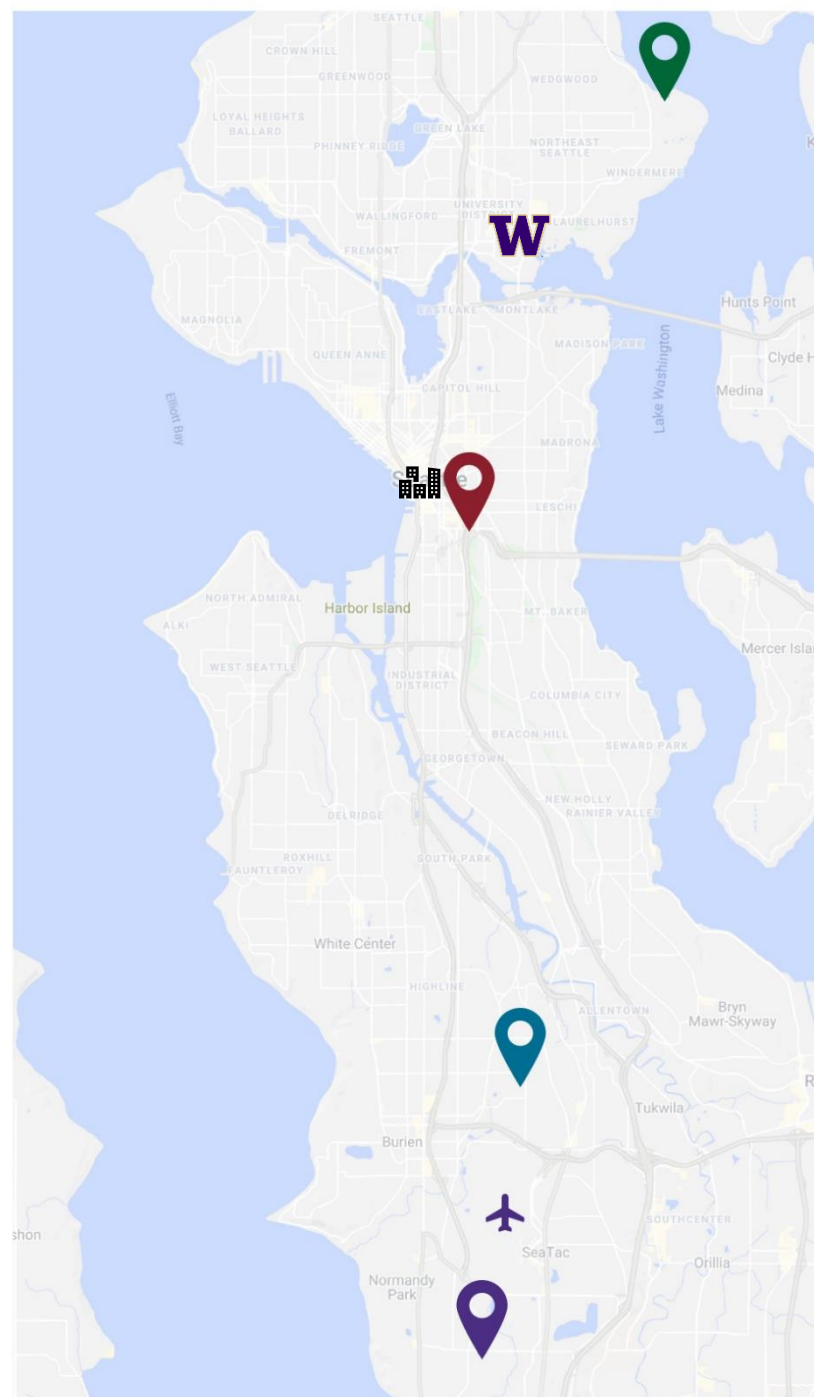 SEATTLE
CROWN HILL
GREENWOOD
WEDGWOOD
LOYAL HEIGHTS
BALLARD
GREEN LAKE
PHINNEY RIDGE
NORTHEAST
SEATTLE
WINDERMERE
UNIVERSITY
WALLINGFORD
LAURELHURST
W
FREMONT
EASTLAKE
MONTLAKE
Hunts Point
MAGNOLIA
MADISON PARK
QUEEN ANNE
Clyde H
Lake Washington
CAPITOL HILL
Medina
Elliott Bay
MADRONA
LESCHI
NORTH ADMIRAL
Harbor Island
MT. BAKER
ALKI
Mercer Isla
WEST SEATTLE
INDUSTRIAL
DISTRICT
COLUMBIA CITY
BEACON HILL
SEWARD PARK
GEORGETOWN
NEW HOLLY
RAINIER VALLEY
DELRIDGE
ROXHILL
SOUTH PARK
FAUNTLEROY
White Center
HIGHLINE
ALLENTOWN
Bryn
Mawr-Skyway
R
Tukwila
Burien
SOUTHCENTER
shon
SeaTac
Orillia
Normandy
Park